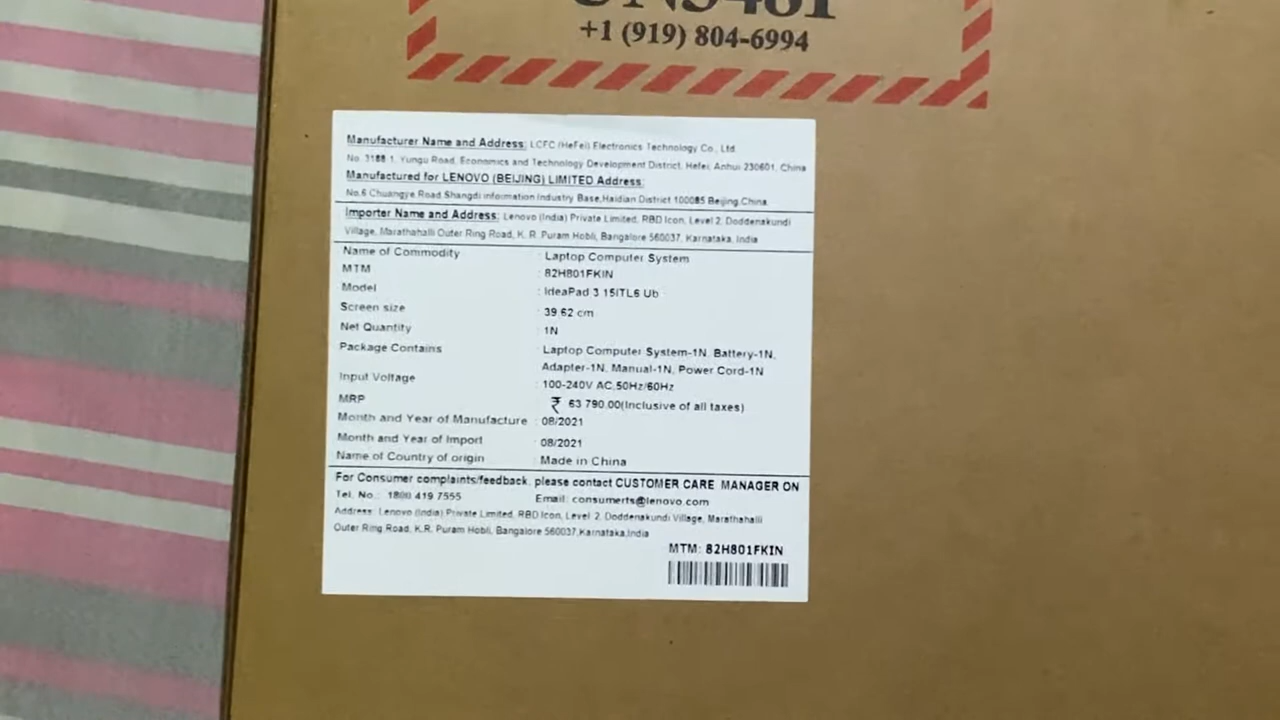 UN3481
+1 (919) 804-6994
Manufacturer Name and Address: LCFC (HeFei) Electronics Technology Co., Ltd.
No. 3188-1, Yungu Road, Economics and Technology Development District, Hefei, Anhui 230601, China
Manufactured for LENOVO (BEIJING) LIMITED Address:
No.6 Chuangye Road,Shangdi information Industry Base,Haidian District 100085 Beijing,China
Importer Name and Address: Lenovo (India) Private Limited, RBD Icon, Level 2, Doddenakundi
Village, Marathahalli Outer Ring Road, K. R. Puram Hobli, Bangalore 560037, Karnataka, India
Name of Commodity : Laptop Computer System
MTM : 82H801FKIN
Model : IdeaPad 3 15ITL6 Ub
Screen size : 39.62 cm
Net Quantity : 1N
Package Contains : Laptop Computer System-1N, Battery-1N,
Adapter-1N, Manual-1N, Power Cord-1N
Input Voltage : 100-240V AC,50Hz/60Hz
MRP : ₹ 63 790.00(Inclusive of all taxes)
Month and Year of Manufacture : 08/2021
Month and Year of Import : 08/2021
Name of Country of origin : Made in China
For Consumer complaints/feedback, please contact CUSTOMER CARE MANAGER ON
Tel. No.: 1800 419 7555 Email: consumerts@lenovo.com
Address: Lenovo (India) Private Limited, RBD Icon, Level 2, Doddenakundi Village, Marathahalli
Outer Ring Road, K.R. Puram Hobli, Bangalore 560037,Karnataka,India
MTM: 82H801FKIN